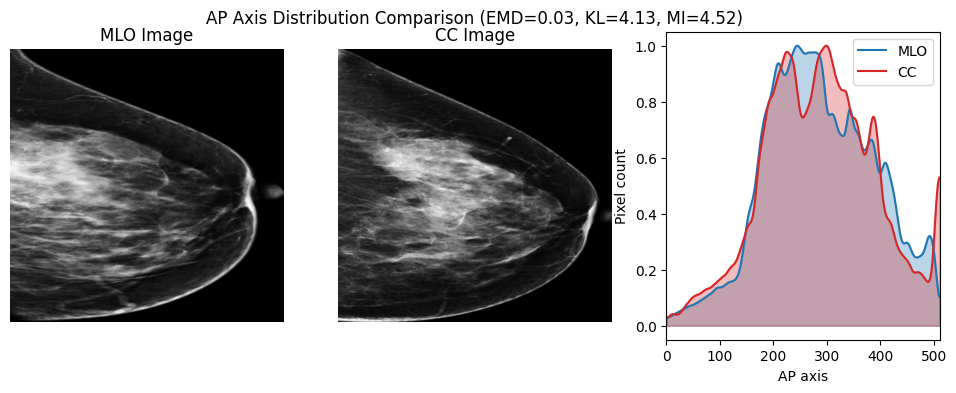 AP Axis Distribution Comparison (EMD=0.03, KL=4.13, MI=4.52)
MLO Image
CC Image
MLO
CC
Pixel count
1.0
0.8
0.6
0.4
0.2
0.0
0 100 200 300 400 500
AP axis